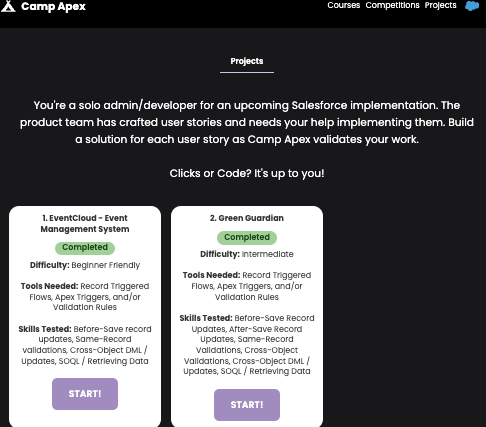 Camp Apex
Courses Competitions Projects
Projects
You're a solo admin/developer for an upcoming Salesforce implementation. The
product team has crafted user stories and needs your help implementing them. Build
a solution for each user story as Camp Apex validates your work.
Clicks or Code? It's up to you!
1. EventCloud - Event
Management System
Completed
Difficulty: Beginner Friendly
Tools Needed: Record Triggered
Flows, Apex Triggers, and/or
Validation Rules
Skills Tested: Before-Save record
updates, Same-Record
validations, Cross-Object DML /
Updates, SOQL / Retrieving Data
START!
2. Green Guardian
Completed
Difficulty: Intermediate
Tools Needed: Record Triggered
Flows, Apex Triggers, and/or
Validation Rules
Skills Tested: Before-Save Record
Updates, After-Save Record
Updates, Same-Record
Validations, Cross-Object
Validations, Cross-Object DML /
Updates, SOQL / Retrieving Data
START!